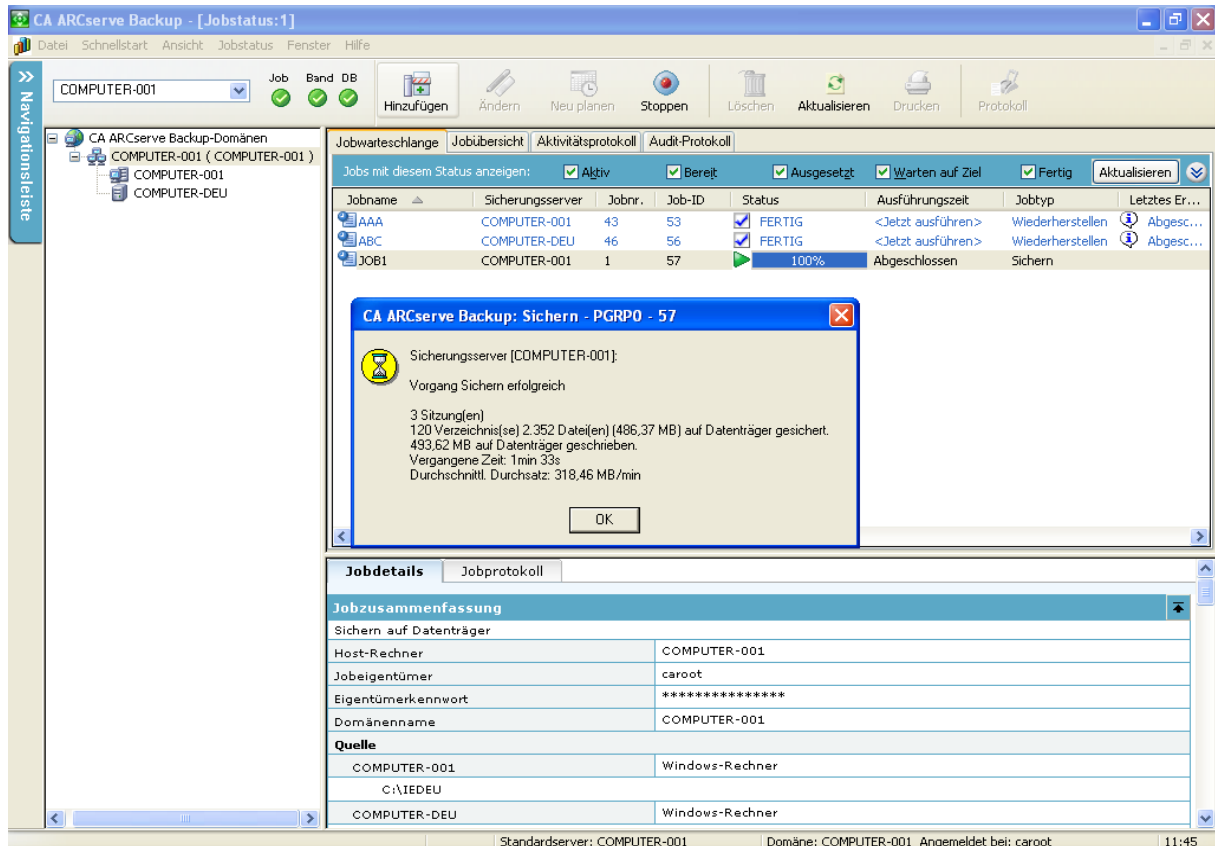 CA ARCserve Backup - [Jobstatus:1]
Datei Schnellstart Ansicht Jobstatus Fenster Hilfe
Navigationsleiste
COMPUTER-001
Job Band DB
Hinzufügen Ändern Neu planen Stoppen Löschen Aktualisieren Drucken Protokoll
CA ARCserve Backup-Domänen
COMPUTER-001 ( COMPUTER-001 )
COMPUTER-001
COMPUTER-DEU
Jobwarteschlange Jobübersicht Aktivitätsprotokoll Audit-Protokoll
Jobs mit diesem Status anzeigen: Aktiv Bereit Ausgesetzt Warten auf Ziel Fertig Aktualisieren
Jobname Sicherungsserver Jobnr. Job-ID Status Ausführungszeit Jobtyp Letztes Er...
AAA COMPUTER-001 43 53 FERTIG <Jetzt ausführen> Wiederherstellen Abgesc...
ABC COMPUTER-DEU 46 56 FERTIG <Jetzt ausführen> Wiederherstellen Abgesc...
JOB1 COMPUTER-001 1 57 100% Abgeschlossen Sichern
CA ARCserve Backup: Sichern - PGRP0 - 57
Sicherungsserver [COMPUTER-001]:
Vorgang Sichern erfolgreich
3 Sitzung(en)
120 Verzeichnis(se) 2.352 Datei(en) (486,37 MB) auf Datenträger gesichert.
493,62 MB auf Datenträger geschrieben.
Vergangene Zeit: 1min 33s
Durchschnittl. Durchsatz: 318,46 MB/min
OK
Jobdetails Jobprotokoll
Jobzusammenfassung
Sichern auf Datenträger
Host-Rechner COMPUTER-001
Jobeigentümer caroot
Eigentümerkennwort ***************
Domänenname COMPUTER-001
Quelle
COMPUTER-001 Windows-Rechner
C:\IEDEU
COMPUTER-DEU Windows-Rechner
Standardserver: COMPUTER-001 Domäne: COMPUTER-001 Angemeldet bei: caroot 11:45